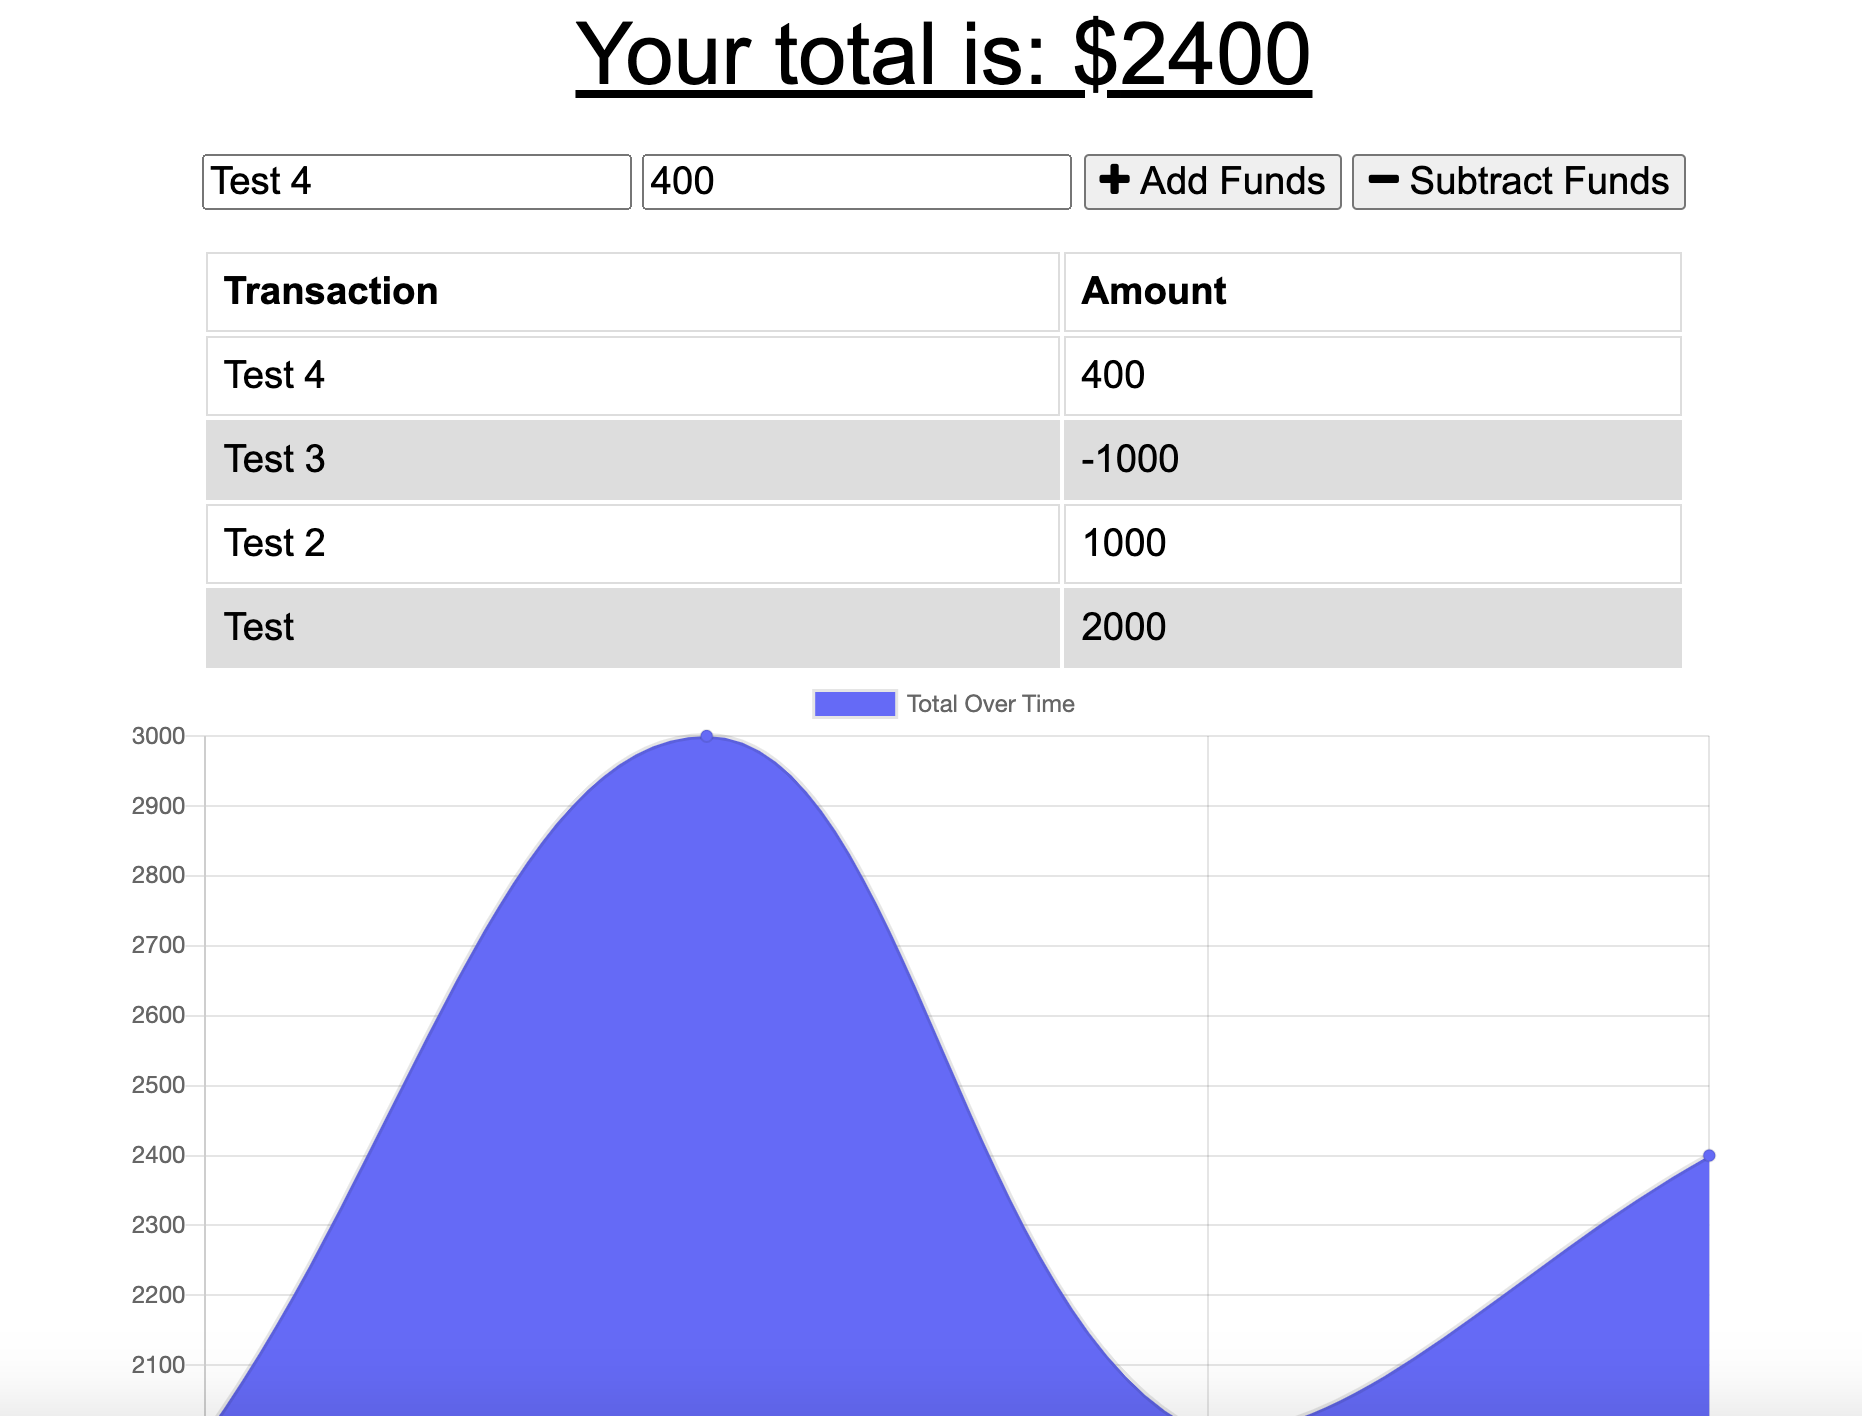 Your total is: $2400
Test 4 400 Add Funds Subtract Funds
Transaction Amount
Test 4 400
Test 3 -1000
Test 2 1000
Test 2000
Total Over Time
3000
2900
2800
2700
2600
2500
2400
2300
2200
2100